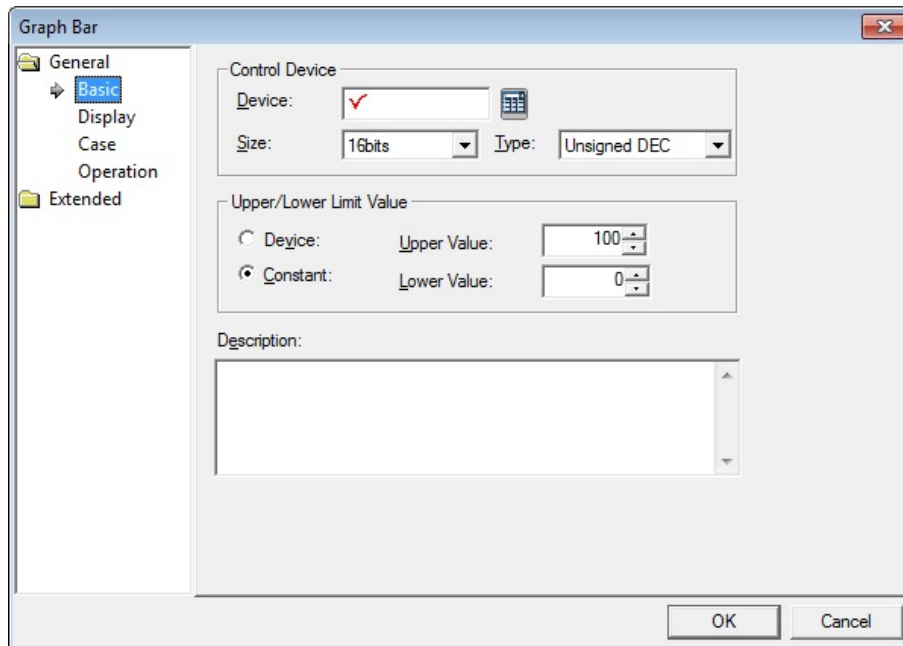 Graph Bar
General
Basic
Display
Case
Operation
Extended
Control Device
Device:
Size: 16bits Type: Unsigned DEC
Upper/Lower Limit Value
Device: Upper Value: 100
Constant: Lower Value: 0
Description:
OK Cancel